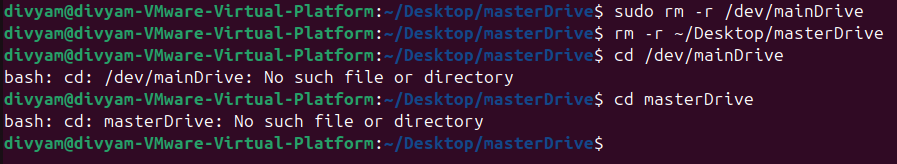 divyam@divyam-VMware-Virtual-Platform:~/Desktop/masterDrive$ sudo rm -r /dev/mainDrive
divyam@divyam-VMware-Virtual-Platform:~/Desktop/masterDrive$ rm -r ~/Desktop/masterDrive
divyam@divyam-VMware-Virtual-Platform:~/Desktop/masterDrive$ cd /dev/mainDrive
bash: cd: /dev/mainDrive: No such file or directory
divyam@divyam-VMware-Virtual-Platform:~/Desktop/masterDrive$ cd masterDrive
bash: cd: masterDrive: No such file or directory
divyam@divyam-VMware-Virtual-Platform:~/Desktop/masterDrive$